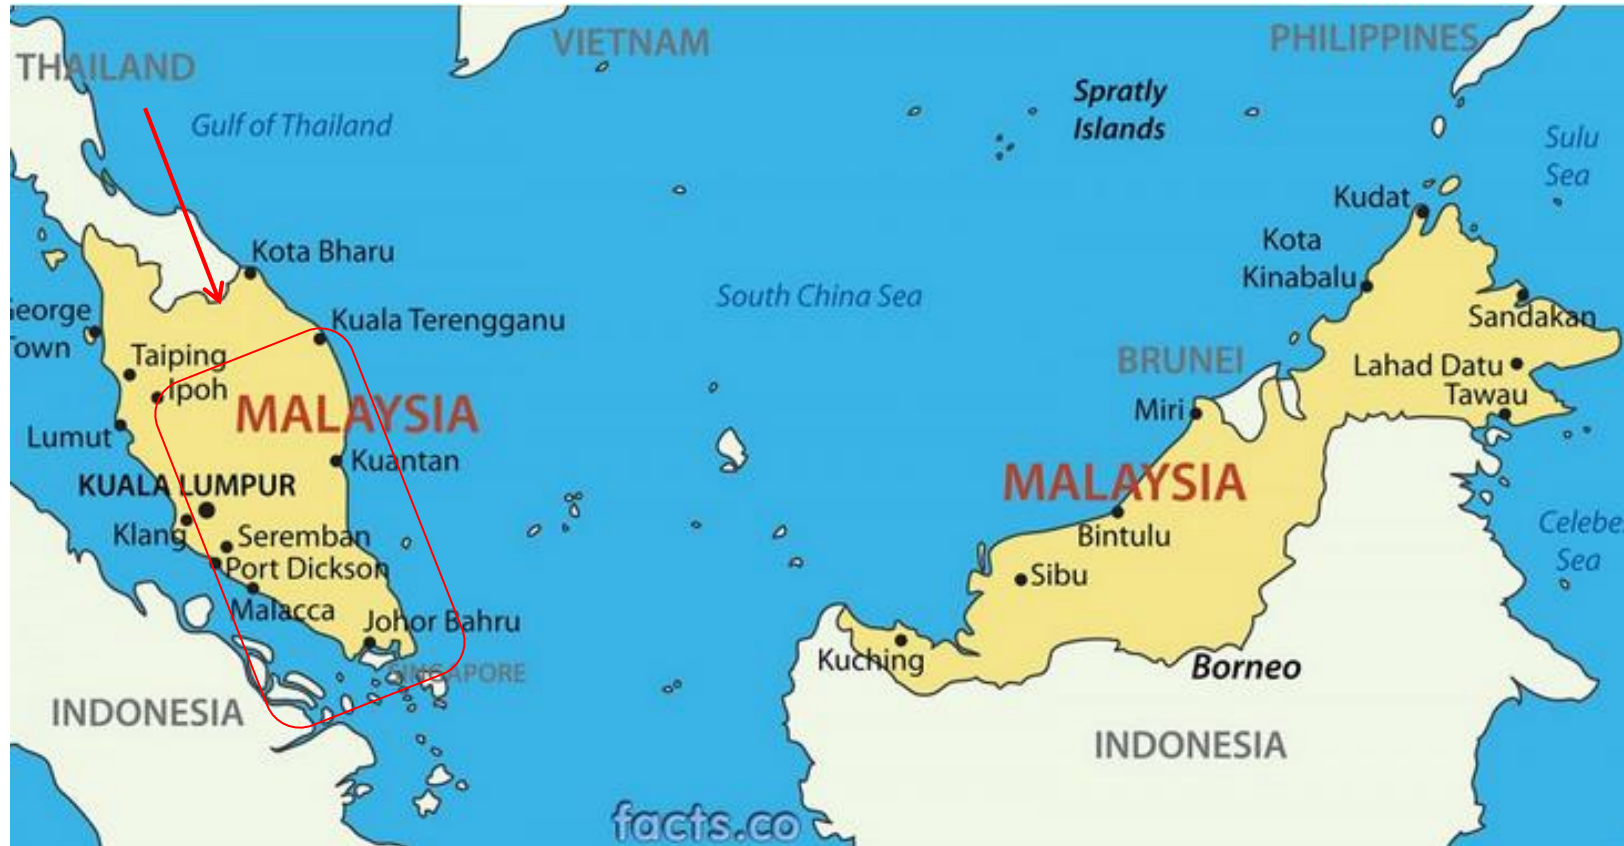 THAILAND
VIETNAM
PHILIPPINES
Gulf of Thailand
Spratly
Islands
Sulu
Sea
Kudat
Kota Bharu
Kota
Kinabalu
South China Sea
eorge
own
Kuala Terengganu
Sandakan
Taiping
Ipoh
BRUNEI
Lahad Datu
Tawau
MALAYSIA
Miri
Lumut
Kuantan
KUALA LUMPUR
MALAYSIA
Klang
Seremban
Bintulu
Celebe
Sea
Port Dickson
Sibu
Malacca
Johor Bahru
Kuching
SINGAPORE
Borneo
INDONESIA
INDONESIA
facts.co